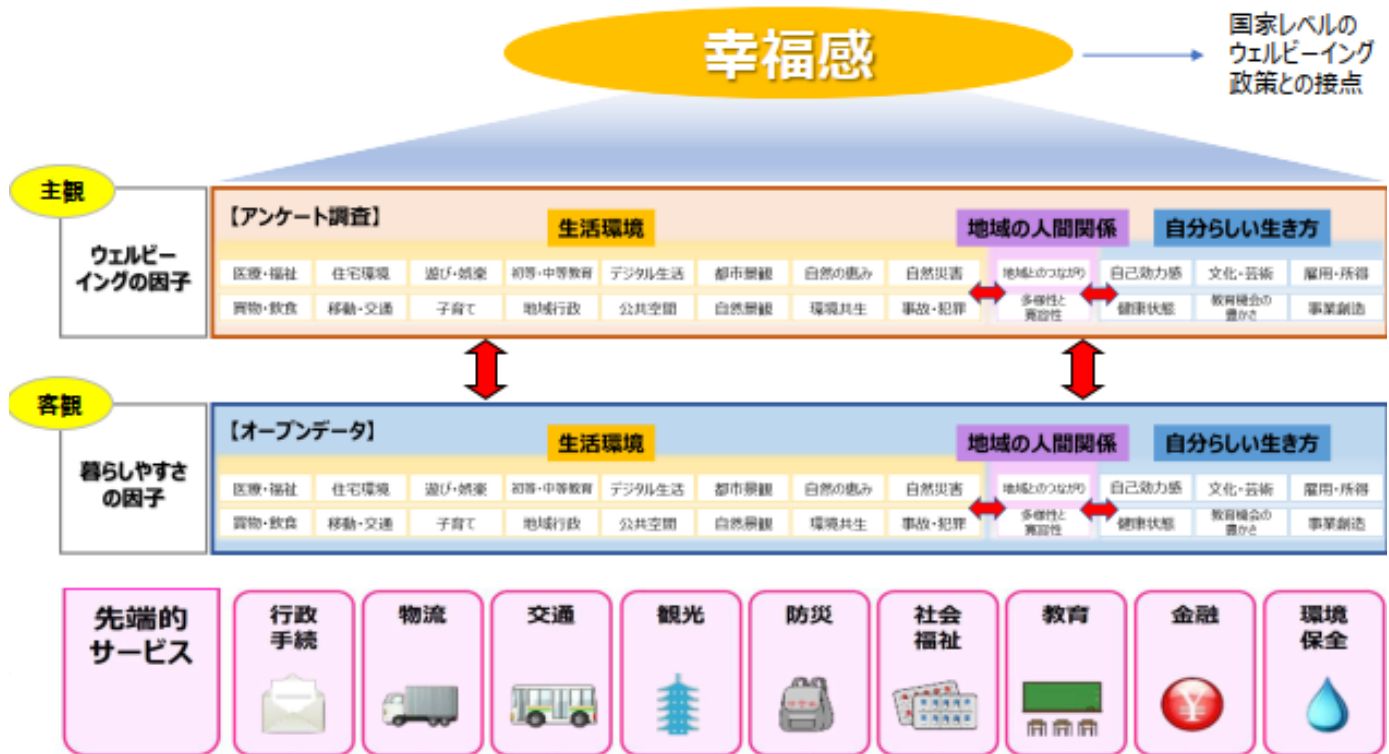 幸福感
国家レベルの
ウェルビーイング
政策との接点
主観
ウェルビー
イングの因子
【アンケート調査】
生活環境
地域の人間関係
自分らしい生き方
医療・福祉 住宅環境 遊び・娯楽 初等・中等教育 デジタル生活 都市景観 自然の恵み 自然災害 地域とのつながり 自己効力感 文化・芸術 雇用・所得
買物・飲食 移動・交通 子育て 地域行政 公共空間 自然景観 環境共生 事故・犯罪 多様性と 健康状態 教育機会の 事業創造
寛容性 豊かさ
客観
暮らしやすさ
の因子
【オープンデータ】
生活環境
地域の人間関係
自分らしい生き方
医療・福祉 住宅環境 遊び・娯楽 初等・中等教育 デジタル生活 都市景観 自然の恵み 自然災害 地域とのつながり 自己効力感 文化・芸術 雇用・所得
買物・飲食 移動・交通 子育て 地域行政 公共空間 自然景観 環境共生 事故・犯罪 多様性と 健康状態 教育機会の 事業創造
寛容性 豊かさ
先端的
サービス
行政
手続
物流
交通
観光
防災
社会
福祉
教育
金融
環境
保全